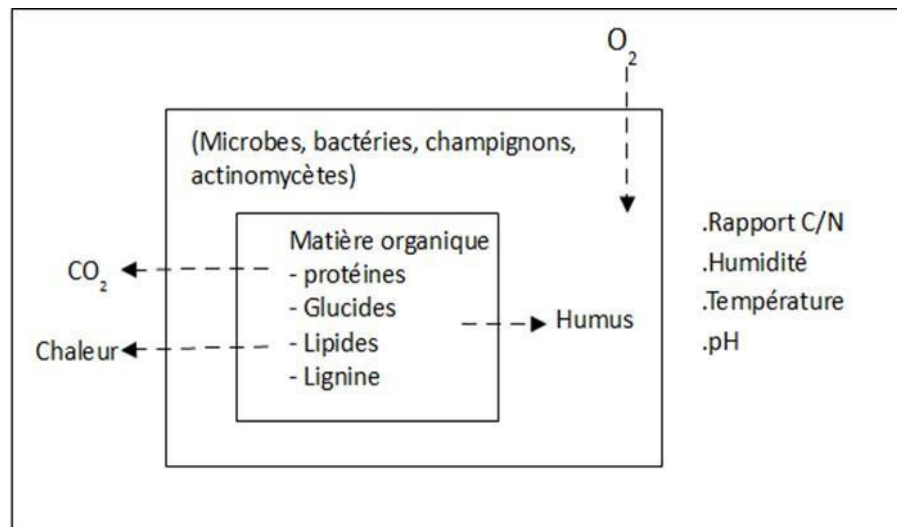 O₂
(Microbes, bactéries, champignons,
actinomycètes)
Matière organique
- protéines
- Glucides
- Lipides
- Lignine
CO₂
Chaleur
Humus
.Rapport C/N
.Humidité
.Température
.pH